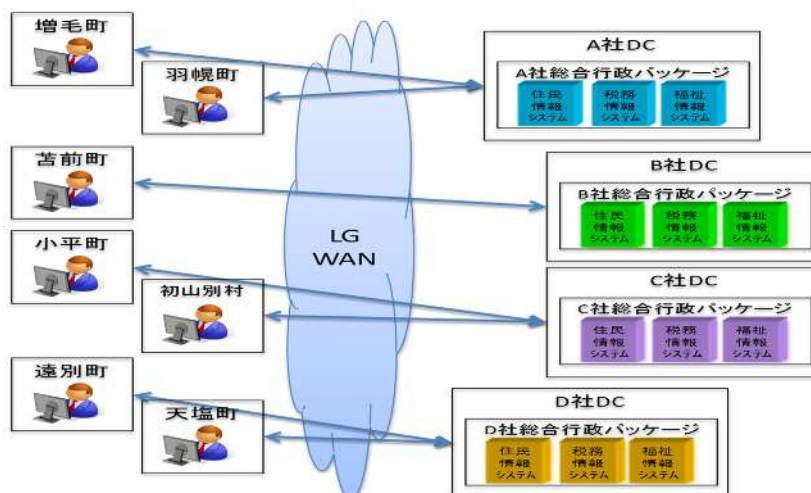 増毛町
羽幌町
苫前町
小平町
初山別村
遠別町
天塩町
LG
WAN
A社DC
A社総合行政パッケージ
住民
情報
システム
税務
情報
システム
福祉
情報
システム
B社DC
B社総合行政パッケージ
住民
情報
システム
税務
情報
システム
福祉
情報
システム
C社DC
C社総合行政パッケージ
住民
情報
システム
税務
情報
システム
福祉
情報
システム
D社DC
D社総合行政パッケージ
住民
情報
システム
税務
情報
システム
福祉
情報
システム